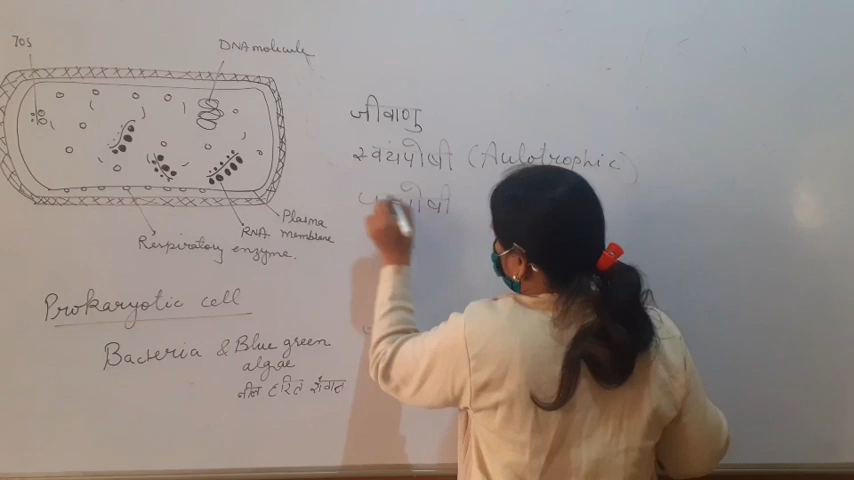 70S
DNA molecule
Plasma
membrane
RNA
Respiratory enzyme.
Prokaryotic cell
Bacteria & Blue green
algae
नील हरित शैवाल
जीवाणु
स्वयंपोषी (Autotrophic)